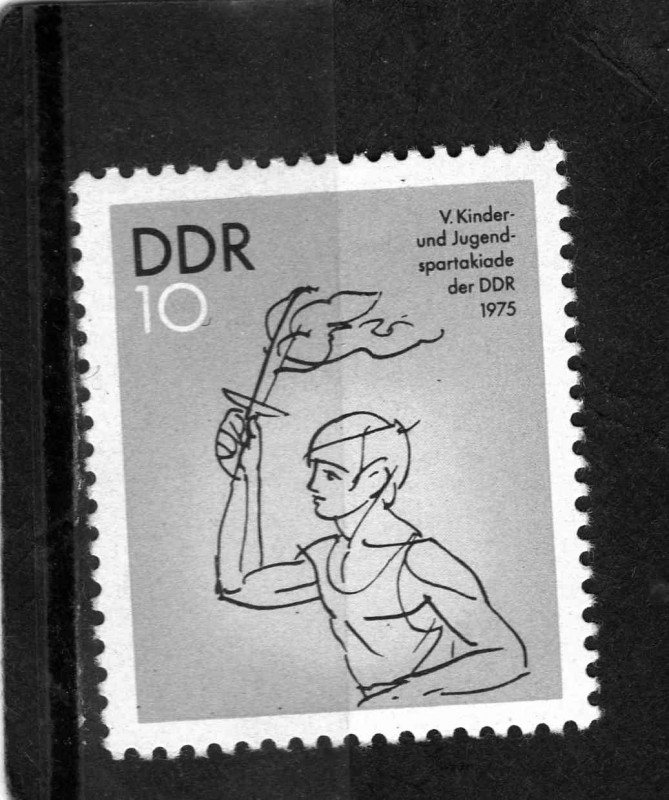 DDR
10
V. Kinder-
und Jugend-
spartakiade
der DDR
1975